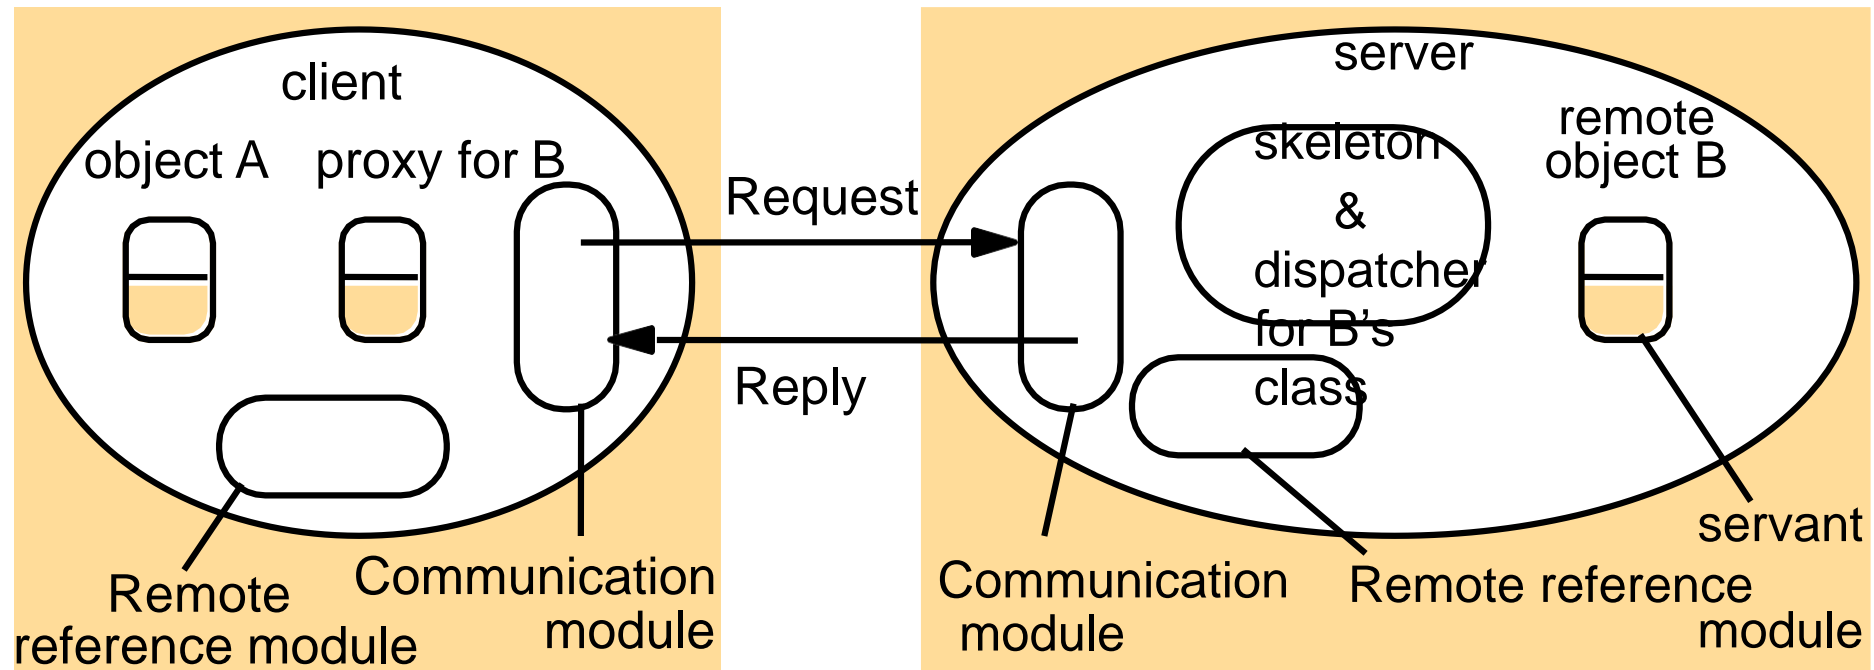 client
object A
proxy for B
Remote
reference module
Communication
module
Request
Reply
server
skeleton
&
dispatcher
for B’s
class
remote
object B
Communication
module
Remote reference
module
servant